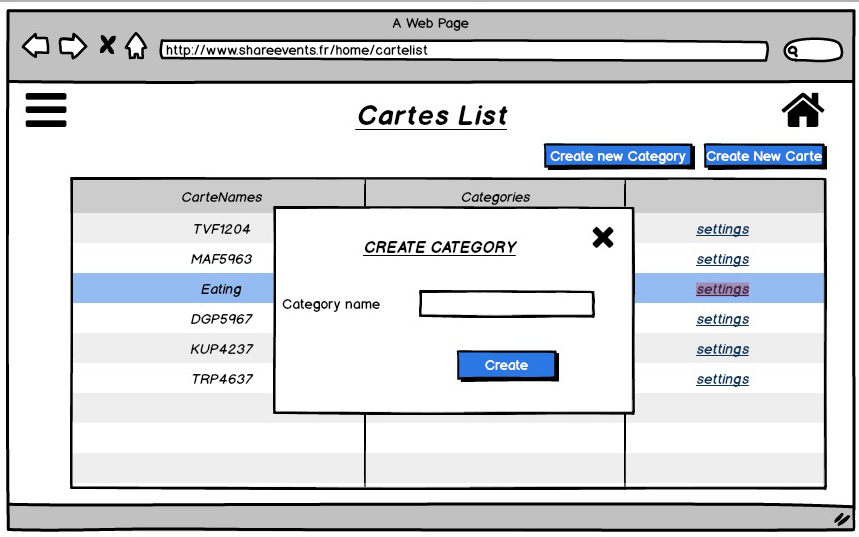 A Web Page
http://www.shareevents.fr/home/cartelist
Cartes List
Create new Category
Create New Carte
CarteNames Categories
TVF1204 settings
MAF5963 settings
Eating settings
DGP5967 settings
KUP4237 settings
TRP4637 settings
CREATE CATEGORY
Category name
Create